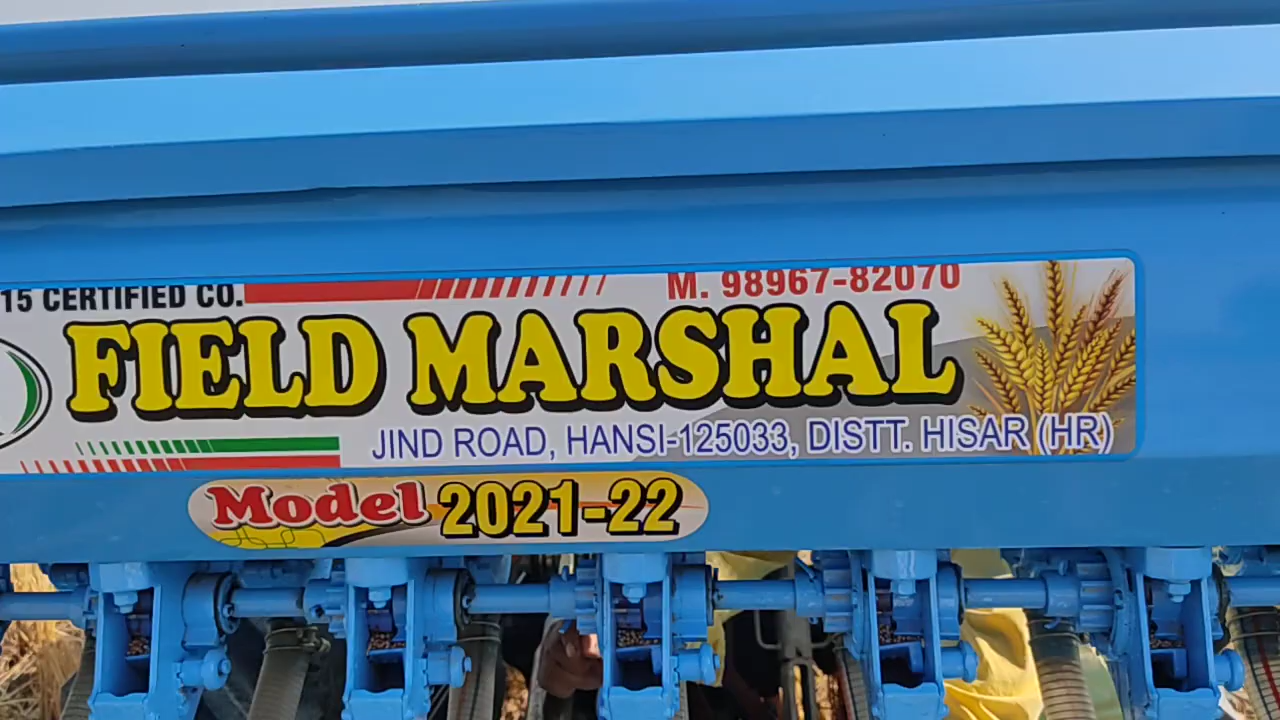 15 CERTIFIED CO.
M. 98967-82070
FIELD MARSHAL
JIND ROAD, HANSI-125033, DISTT. HISAR (HR)
Model 2021-22